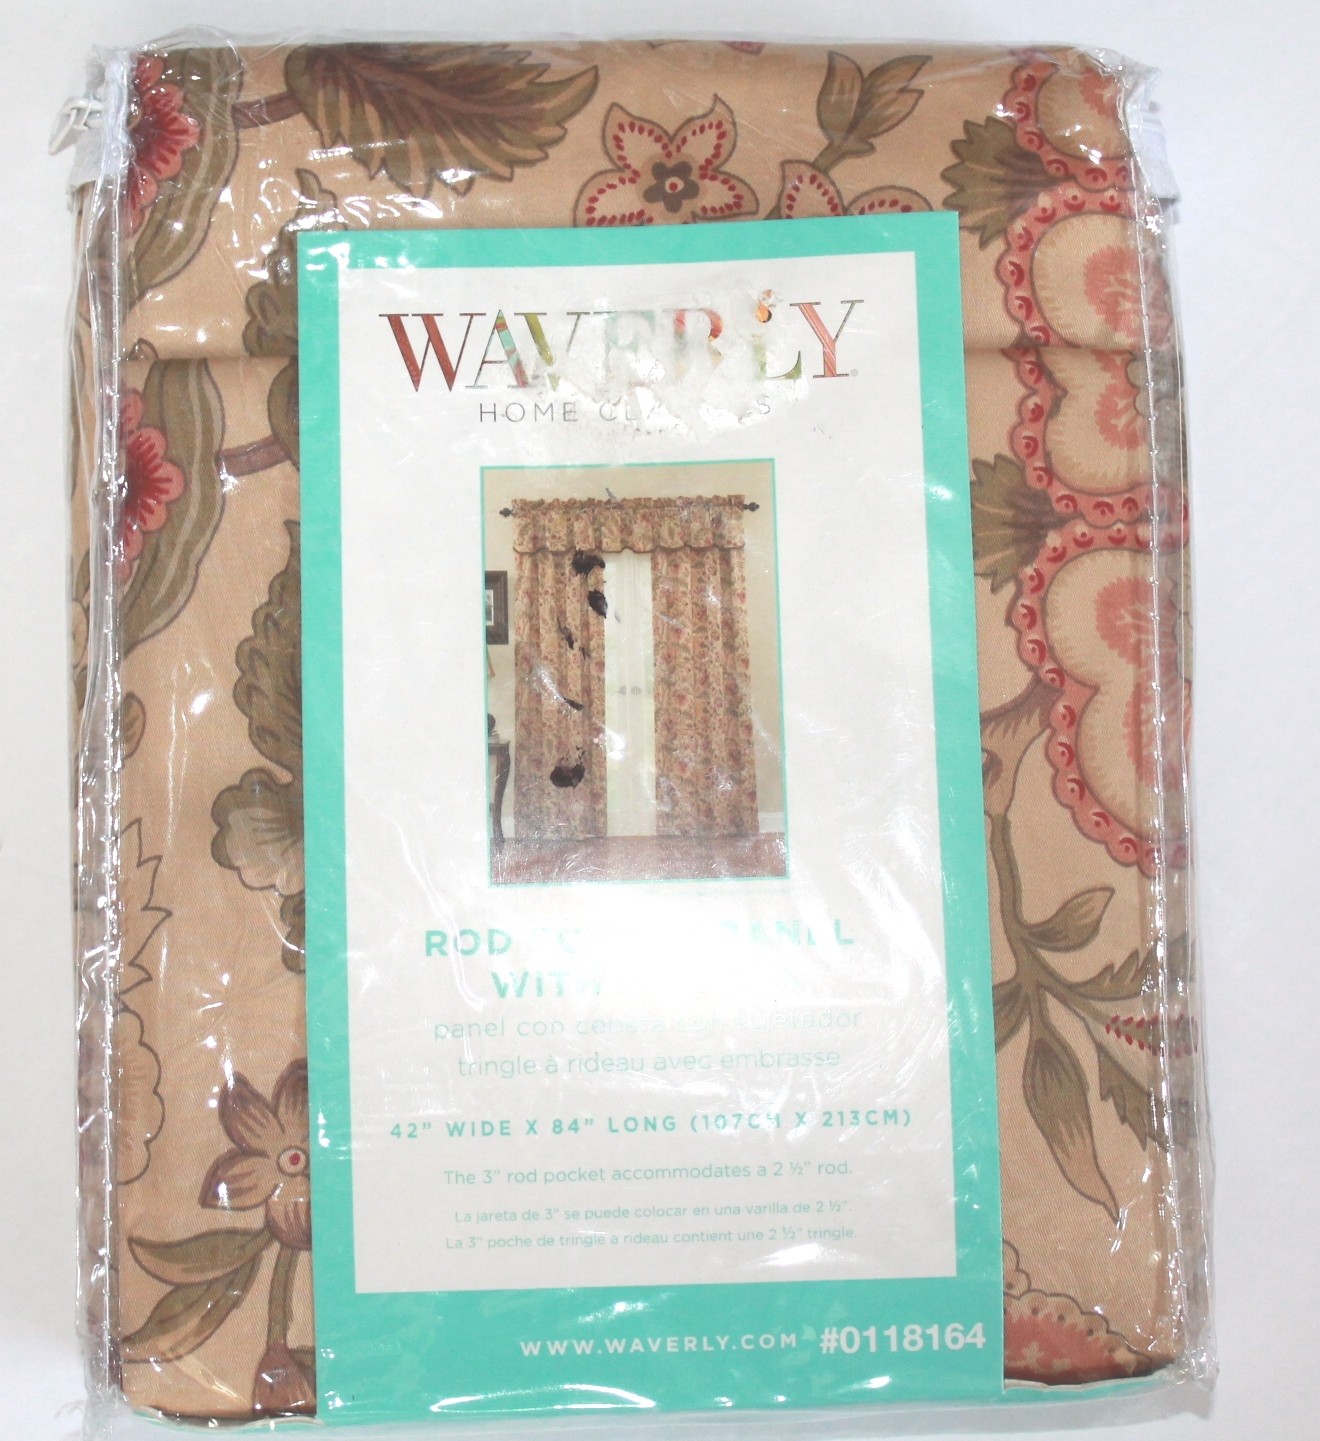 WAVERLY
HOME
ROD PANEL
WITH
panel con
tringle à rideau avec embrasse
42” WIDE X 84” LONG (107CM X 213CM)
The 3" rod pocket accommodates a 2 ½" rod.
La jareta de 3" se puede colocar en una varilla de 2 ½".
La 3" poche de tringle à rideau contient une 2 ½" tringle.
WWW.WAVERLY.COM #0118164